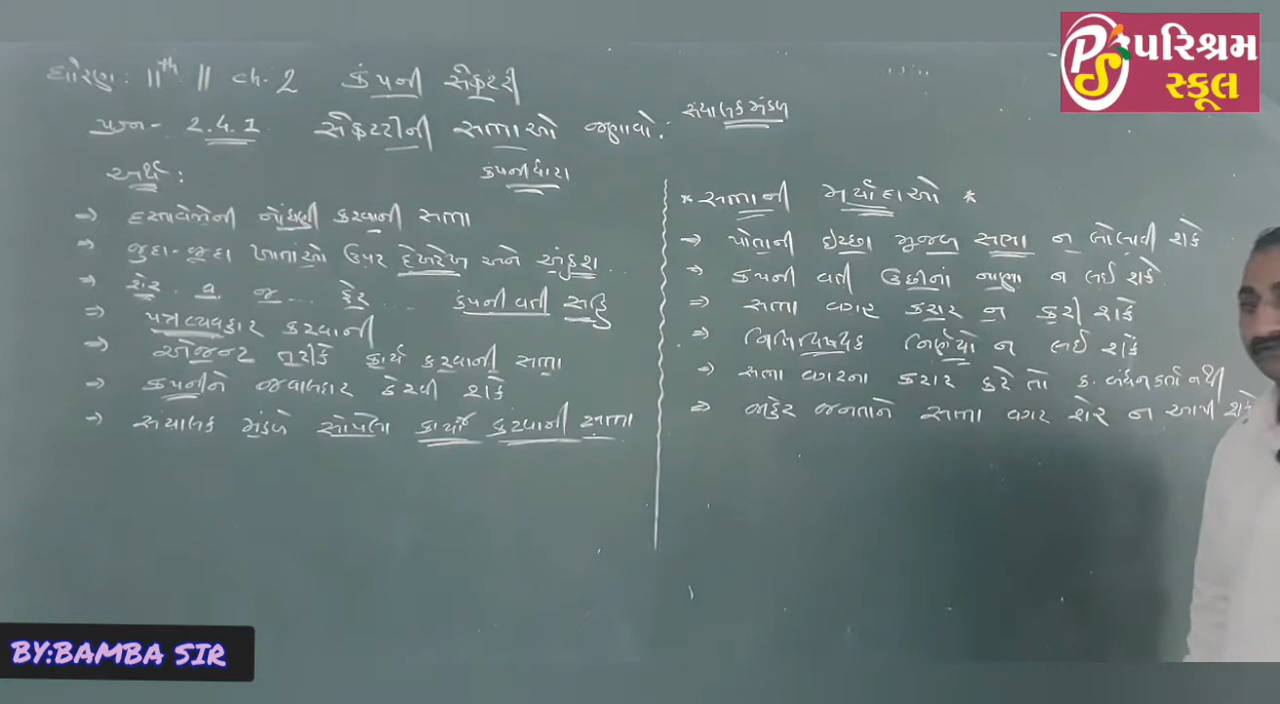 પરિશ્રમ
સ્કૂલ
ધોરણ : 11th // ch. 2 કંપની સેક્રેટરી
પ્રશ્ન - 2.4.1 સેક્રેટરીની સત્તાઓ જણાવો.
સંચાલક મંડળ
અર્થ :
કંપનીધારા
⇒ દસ્તાવેજોની નોંધણી કરવાની સત્તા
⇒ જુદા-જુદા ખાતાંઓ ઉપર દેખરેખ અને અંકુશ..
⇒ શેર . વ . જ ... ફેર ... કંપની વતી સહિ
⇒ પત્રવ્યવહાર કરવાની
⇒ એજન્ટ તરીકે કાર્ય કરવાની સત્તા
⇒ કંપનીને જવાબદાર ઠેરવી શકે
⇒ સંચાલક મંડળે સોંપેલા કાર્યો કરવાની સત્તા
* સત્તાની મર્યાદાઓ *
⇒ પોતાની ઇચ્છા મુજબ સભા ન બોલાવી શકે
⇒ કંપની વતી ઉછીનાં નાણા ન લઈ શકે
⇒ સત્તા વગર કરાર ન કરી શકે
⇒ નિતિવિષયક નિર્ણયો ન લઈ શકે
⇒ સત્તા વગરના કરાર કરે તો કં. બંધનકર્તા નથી
⇒ જાહેર જનતાને સત્તા વગર શેર ન આપી શકે
BY:BAMBA SIR